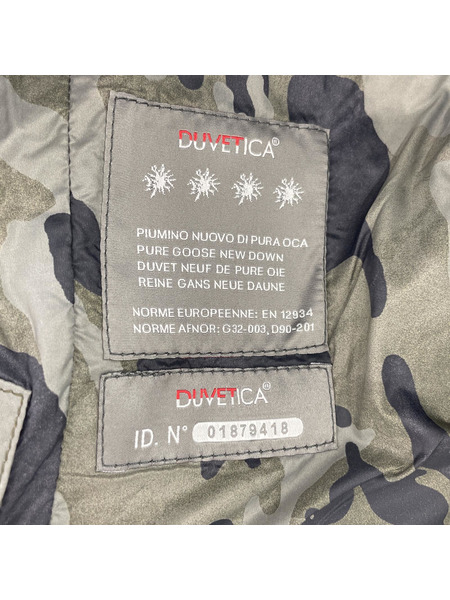 DUVETICA®
PIUMINO NUOVO DI PURA OCA
PURE GOOSE NEW DOWN
DUVET NEUF DE PURE OIE
REINE GANS NEUE DAUNE
NORME EUROPEENNE: EN 12934
NORME AFNOR: G32-003, D90-201
DUVETICA®
ID. N° 01879418